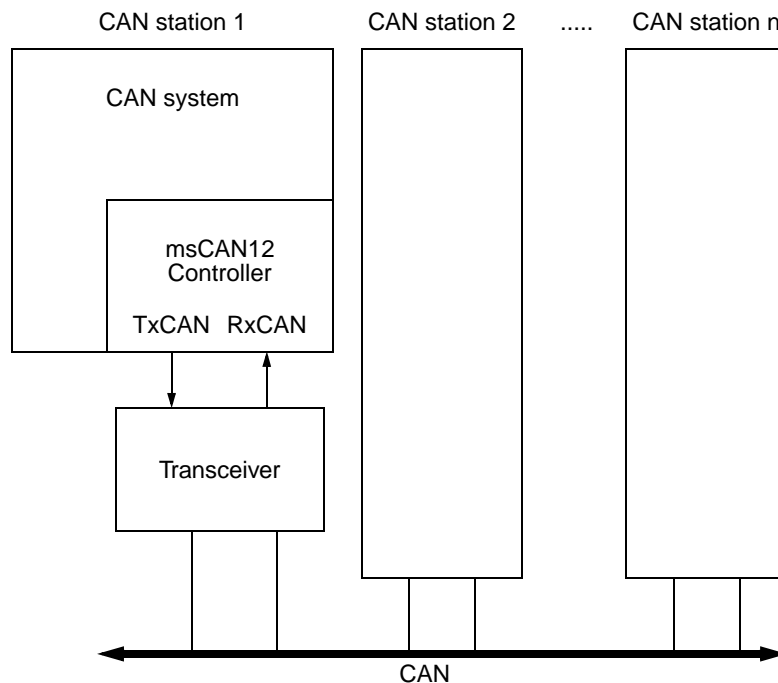 CAN station 1
CAN station 2
.....
CAN station n
CAN system
msCAN12
Controller
TxCAN
RxCAN
Transceiver
CAN